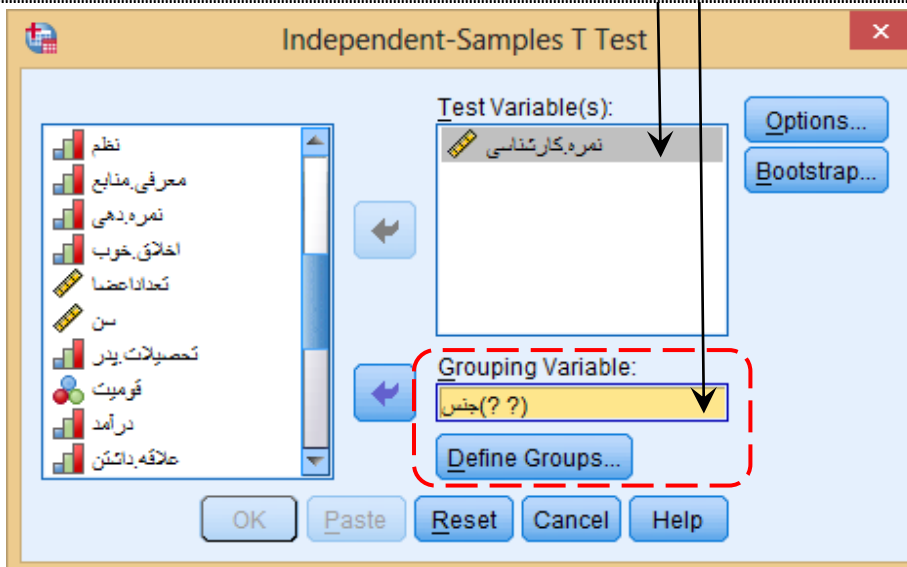 Independent-Samples T Test
Test Variable(s):
نمره.کارشناسی
Options...
Bootstrap...
نظم
معرفی.منابع
نمره.دهی
اخلاق.خوب
تعداداعضا
سن
تحصیلات.پدر
قومیت
درآمد
علاقه.داشتن
Grouping Variable:
جنس(? ?)
Define Groups...
OK
Paste
Reset
Cancel
Help